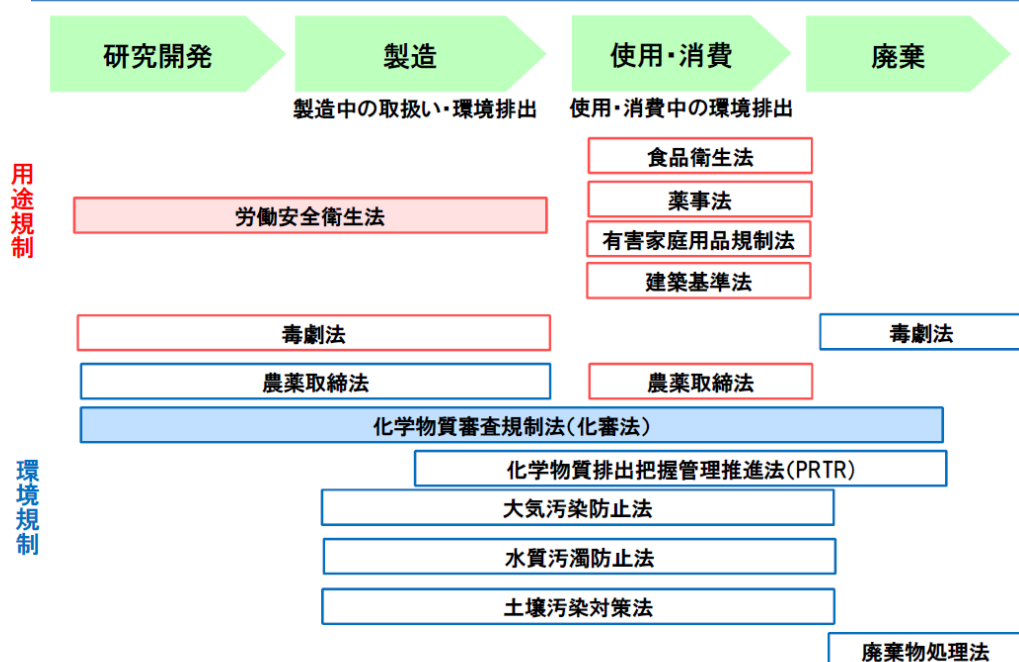 研究開発
製造
使用・消費
廃棄
製造中の取扱い・環境排出
使用・消費中の環境排出
用途規制
食品衛生法
薬事法
労働安全衛生法
有害家庭用品規制法
建築基準法
毒劇法
毒劇法
農薬取締法
農薬取締法
化学物質審査規制法(化審法)
環境規制
化学物質排出把握管理推進法(PRTR)
大気汚染防止法
水質汚濁防止法
土壌汚染対策法
廃棄物処理法